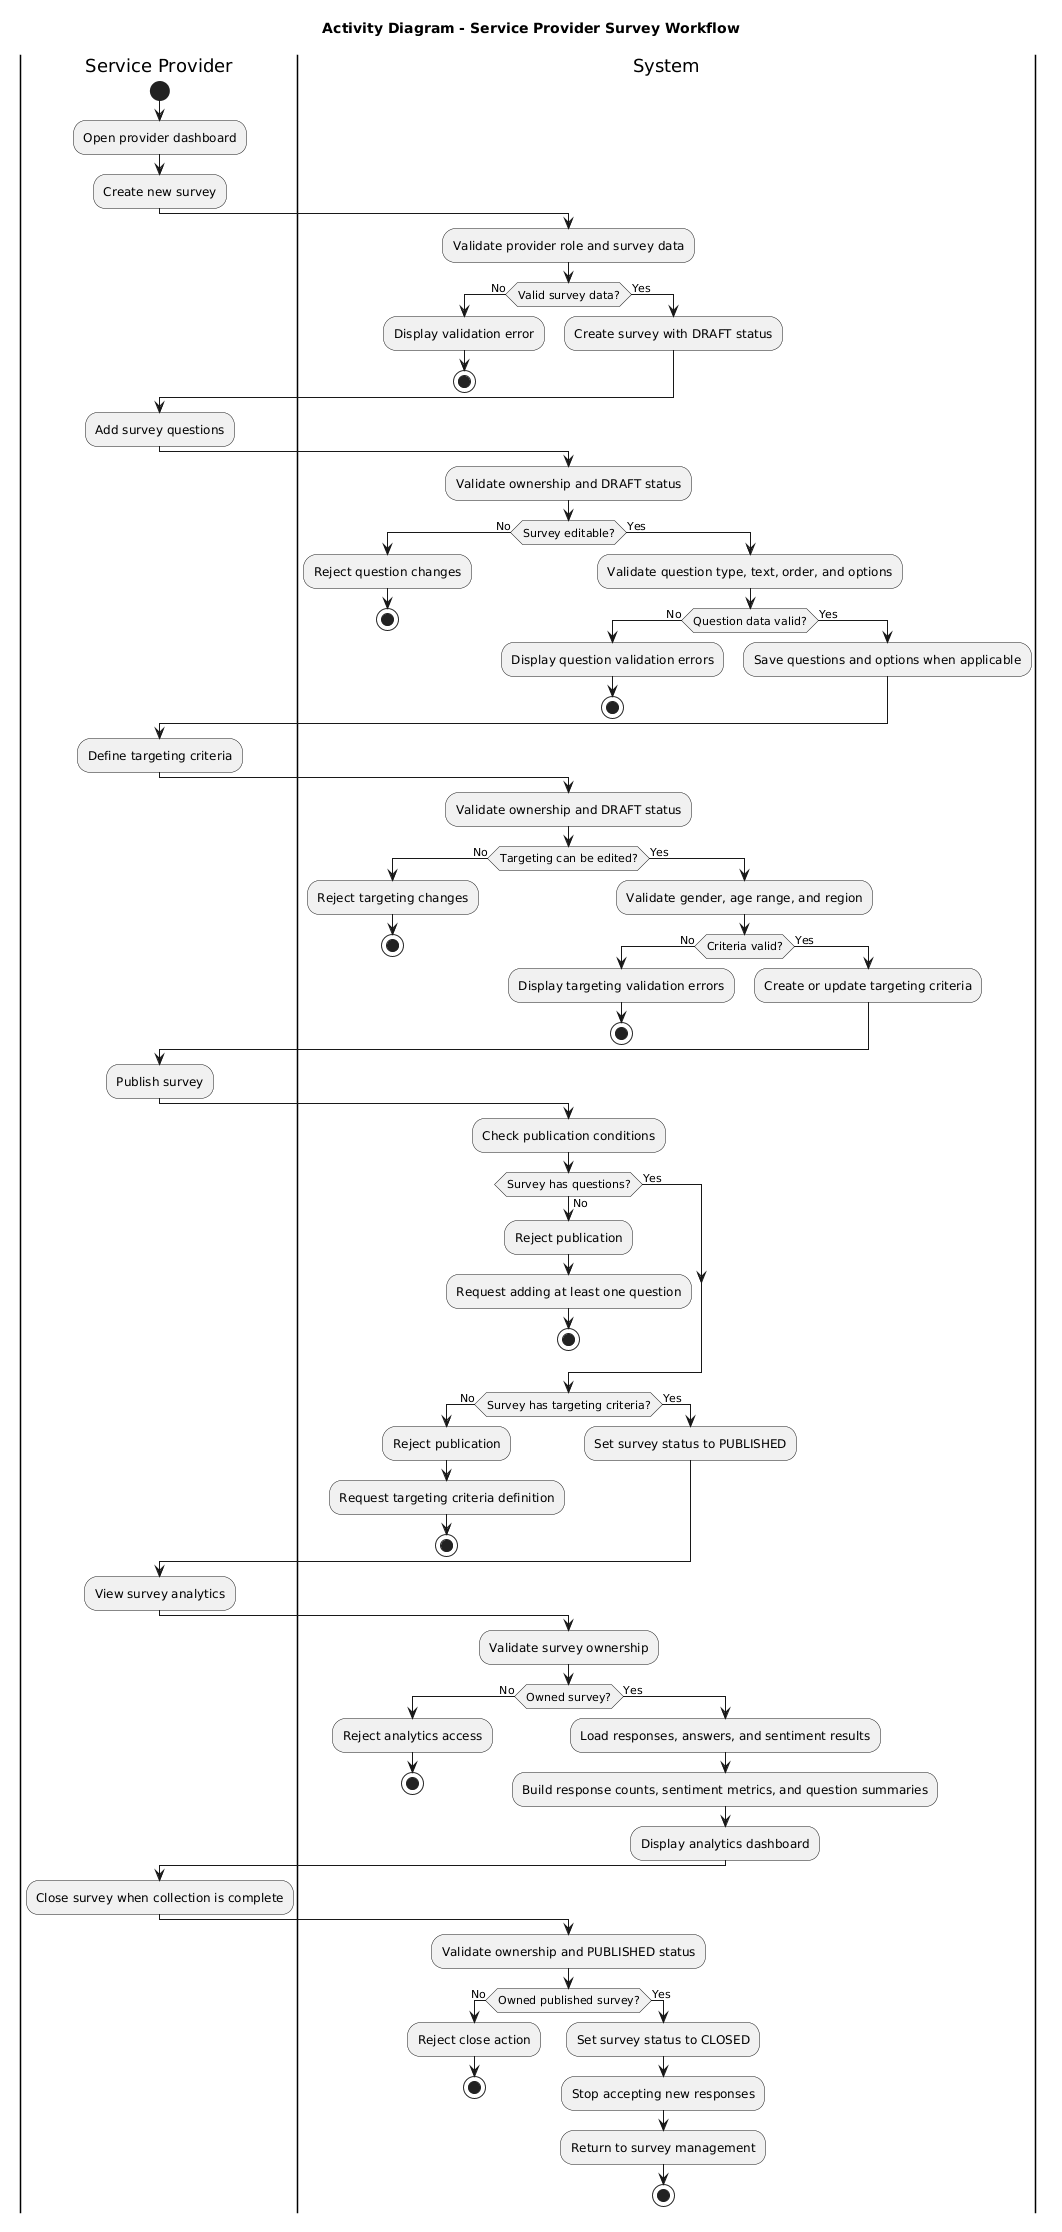 Activity Diagram - Service Provider Survey Workflow
Service Provider
System
Open provider dashboard
Create new survey
Validate provider role and survey data
No
Valid survey data?
Yes
Display validation error
Create survey with DRAFT status
Add survey questions
Validate ownership and DRAFT status
No
Survey editable?
Yes
Reject question changes
Validate question type, text, order, and options
No
Question data valid?
Yes
Display question validation errors
Save questions and options when applicable
Define targeting criteria
Validate ownership and DRAFT status
No
Targeting can be edited?
Yes
Reject targeting changes
Validate gender, age range, and region
No
Criteria valid?
Yes
Display targeting validation errors
Create or update targeting criteria
Publish survey
Check publication conditions
Survey has questions?
Yes
No
Reject publication
Request adding at least one question
No
Survey has targeting criteria?
Yes
Reject publication
Set survey status to PUBLISHED
Request targeting criteria definition
View survey analytics
Validate survey ownership
No
Owned survey?
Yes
Reject analytics access
Load responses, answers, and sentiment results
Build response counts, sentiment metrics, and question summaries
Display analytics dashboard
Close survey when collection is complete
Validate ownership and PUBLISHED status
No
Owned published survey?
Yes
Reject close action
Set survey status to CLOSED
Stop accepting new responses
Return to survey management